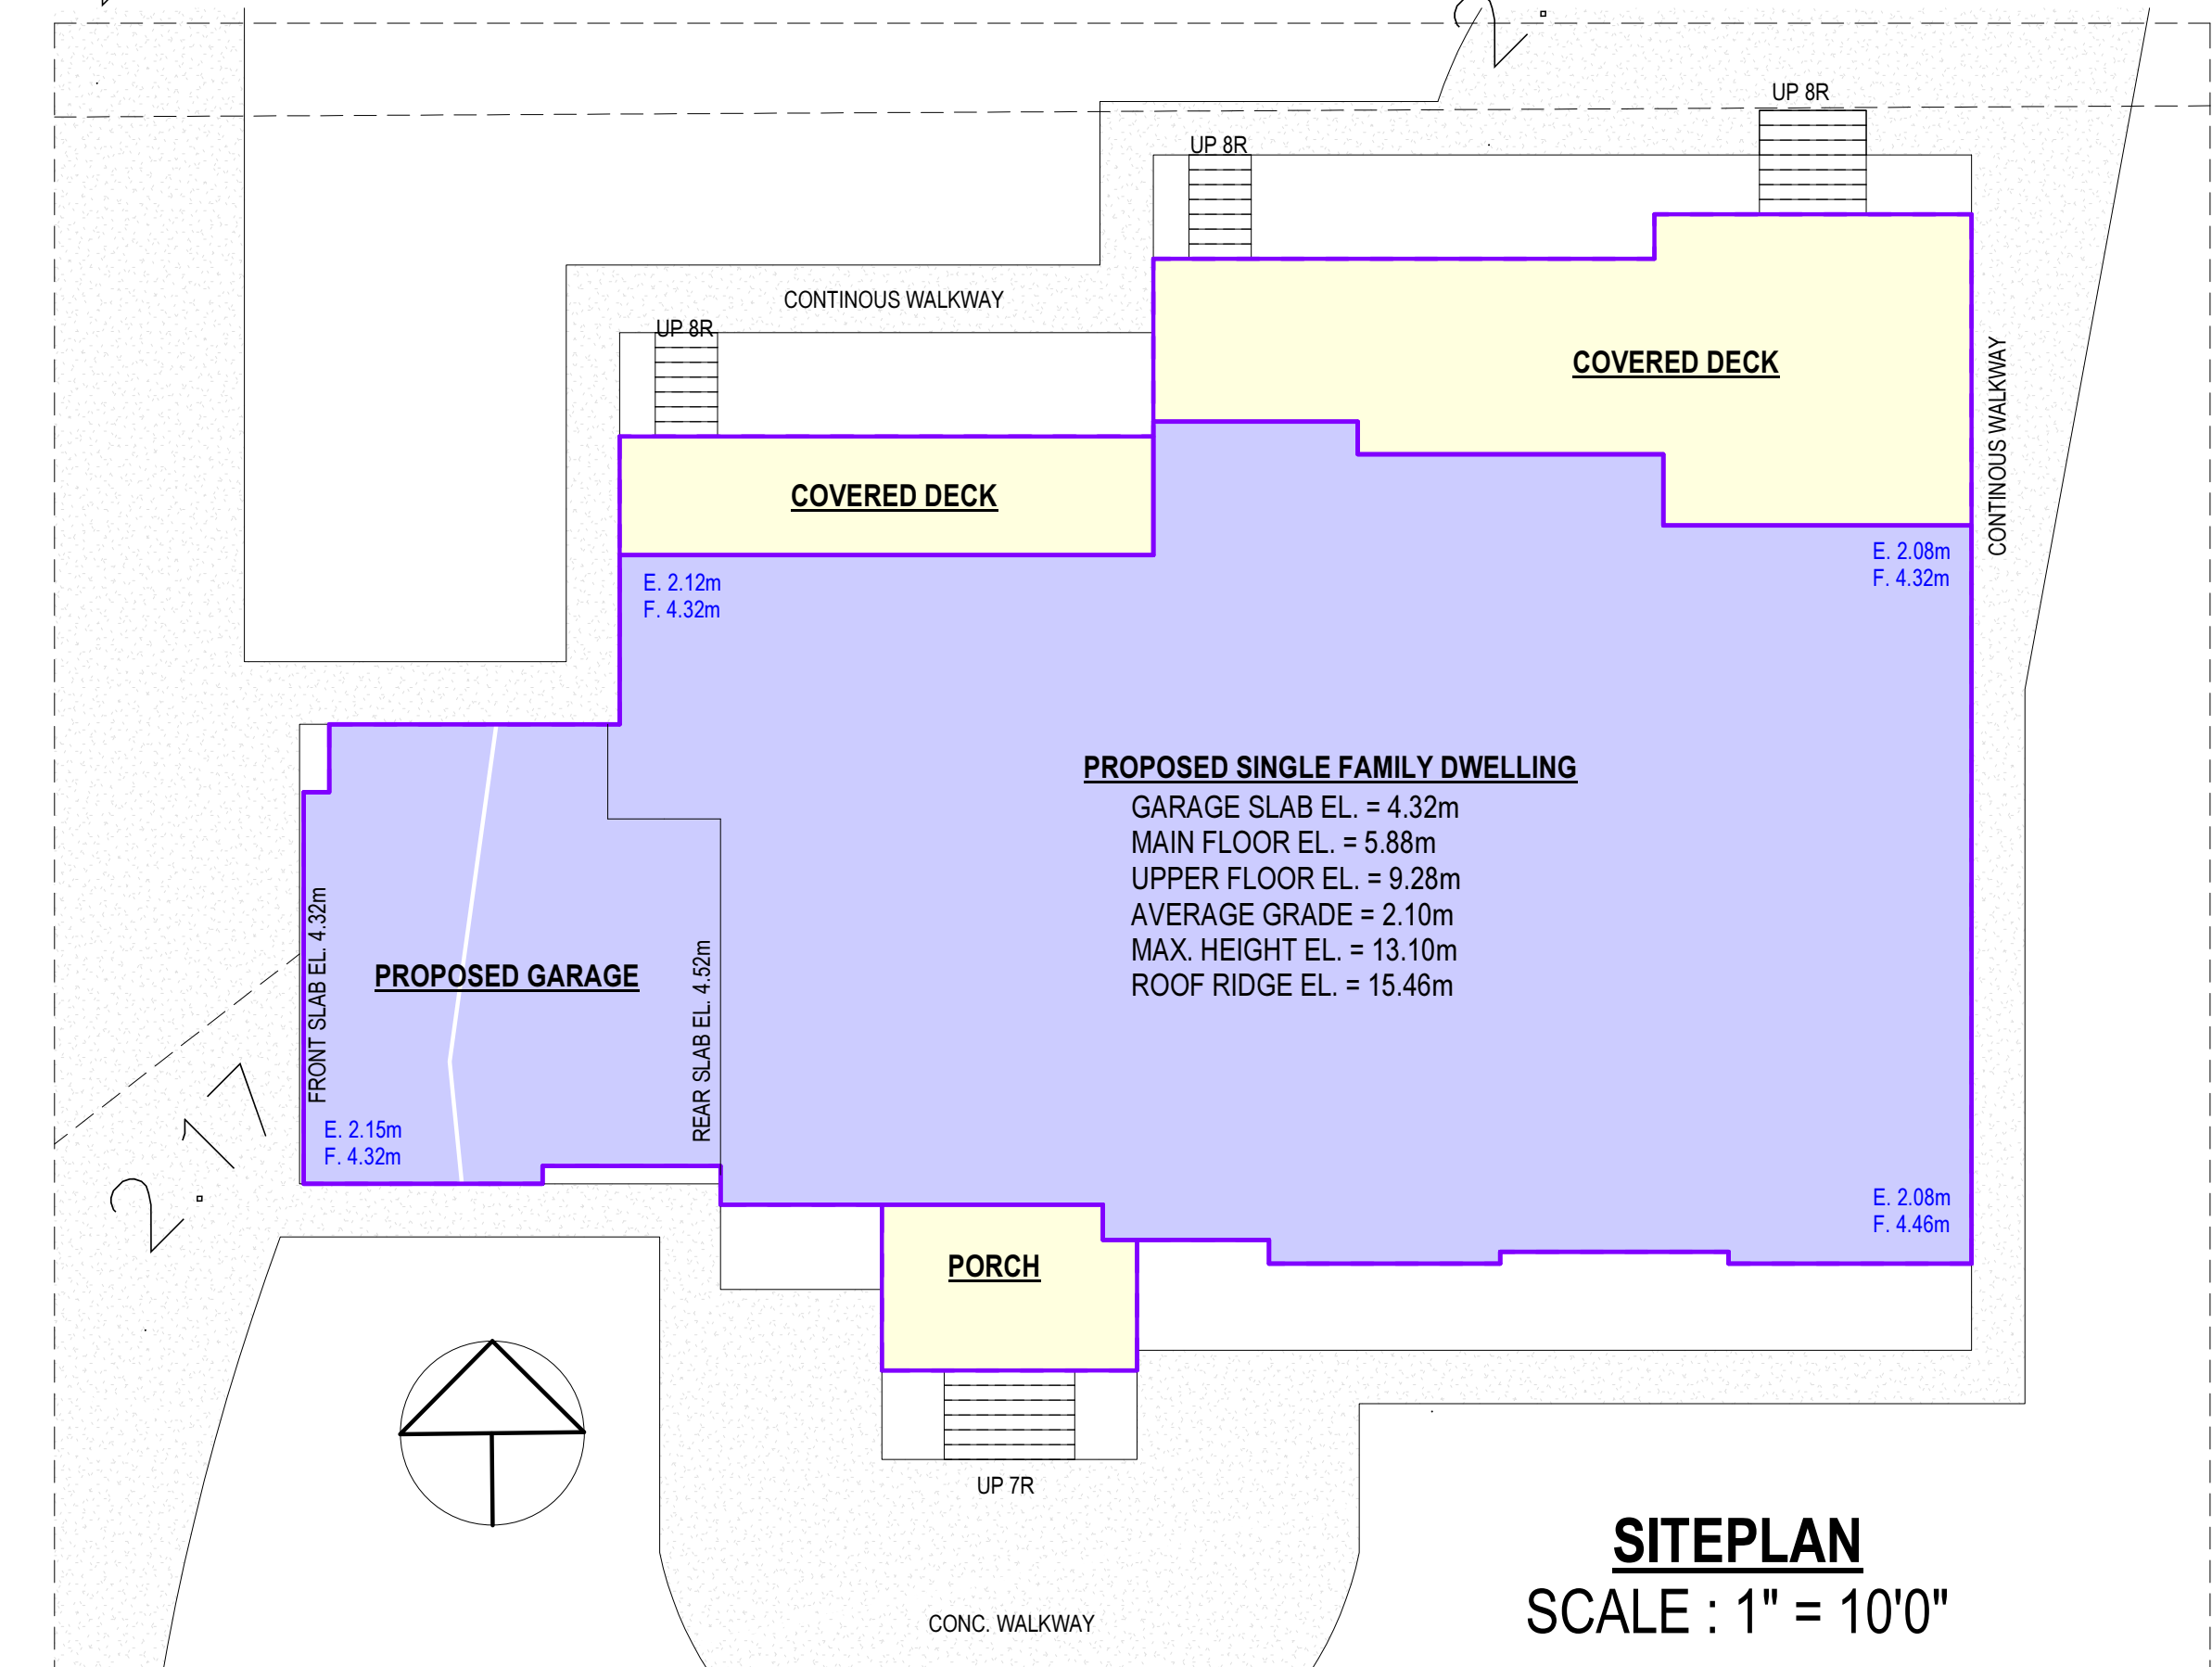 2.
UP 8R
UP 8R
CONTINOUS WALKWAY
UP 8R
COVERED DECK
CONTINOUS WALKWAY
COVERED DECK
E. 2.08m
F. 4.32m
E. 2.12m
F. 4.32m
PROPOSED SINGLE FAMILY DWELLING
GARAGE SLAB EL. = 4.32m
MAIN FLOOR EL. = 5.88m
UPPER FLOOR EL. = 9.28m
AVERAGE GRADE = 2.10m
MAX. HEIGHT EL. = 13.10m
ROOF RIDGE EL. = 15.46m
FRONT SLAB EL. 4.32m
PROPOSED GARAGE
REAR SLAB EL. 4.52m
2.17
E. 2.15m
F. 4.32m
E. 2.08m
F. 4.46m
PORCH
UP 7R
SITEPLAN
SCALE : 1" = 10'0"
CONC. WALKWAY